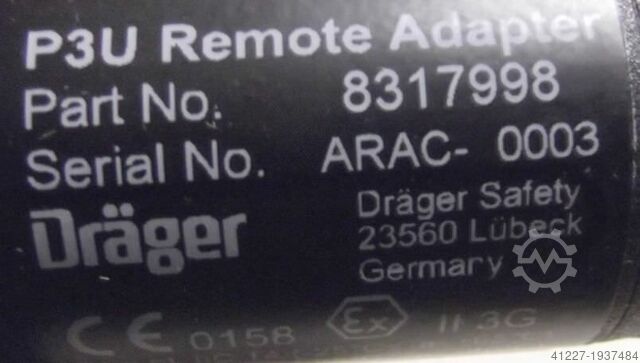 P3U Remote Adapter
Part No. 8317998
Serial No. ARAC- 0003
Dräger
Dräger Safety
23560 Lübeck
Germany
CE 0158 Ex II 3G
41227-1937484